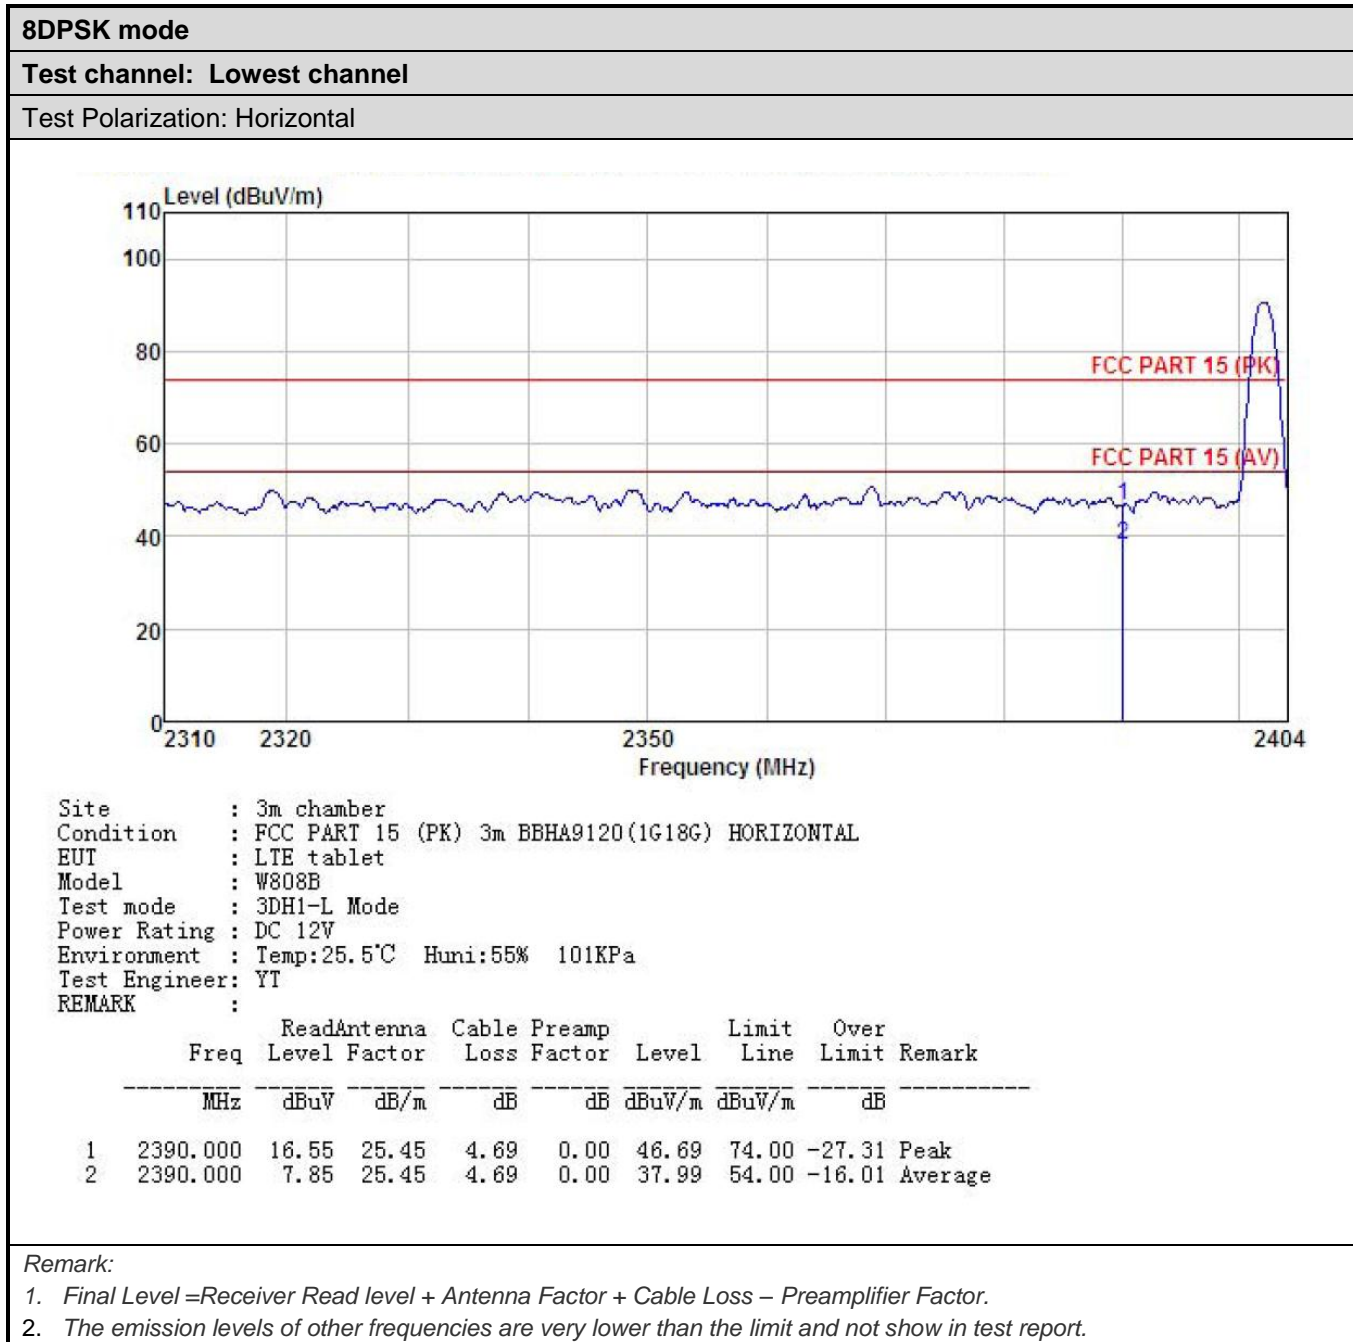 8DPSK mode
Test channel: Lowest channel
Test Polarization: Horizontal
Level (dBuV/m)
110
100
80
FCC PART 15 (PK)
60
FCC PART 15 (AV)
1
40
2
20
0
2310 2320 2350 2404
Frequency (MHz)
Site : 3m chamber
Condition : FCC PART 15 (PK) 3m BBHA9120(1G18G) HORIZONTAL
EUT : LTE tablet
Model : W808B
Test mode : 3DH1-L Mode
Power Rating : DC 12V
Environment : Temp:25.5℃ Huni:55% 101KPa
Test Engineer: YT
REMARK :
ReadAntenna Cable Preamp Limit Over
Freq Level Factor Loss Factor Level Line Limit Remark
MHz dBuV dB/m dB dB dBuV/m dBuV/m dB
1 2390.000 16.55 25.45 4.69 0.00 46.69 74.00 -27.31 Peak
2 2390.000 7.85 25.45 4.69 0.00 37.99 54.00 -16.01 Average
Remark:
1. Final Level =Receiver Read level + Antenna Factor + Cable Loss – Preamplifier Factor.
2. The emission levels of other frequencies are very lower than the limit and not show in test report.